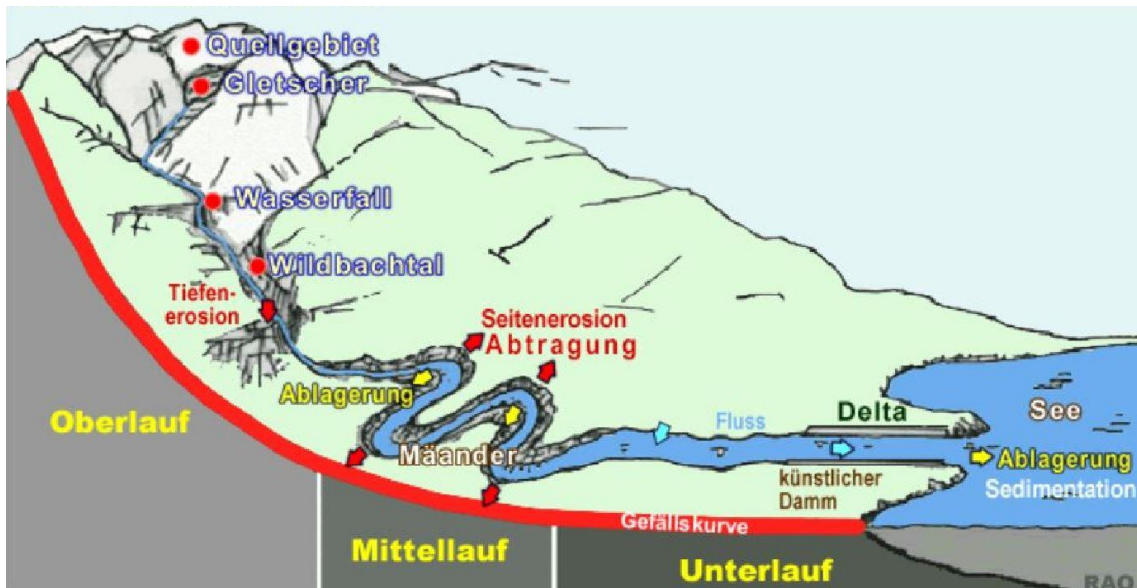 Quellgebiet
Gletscher
Wasserfall
Wildbachtal
Tiefen-
erosion
Seitenerosion
Abtragung
Ablagerung
Oberlauf
Mäander
Fluss
Delta
See
künstlicher
Damm
Ablagerung
Sedimentation
Gefällskurve
Mittellauf
Unterlauf
RAO